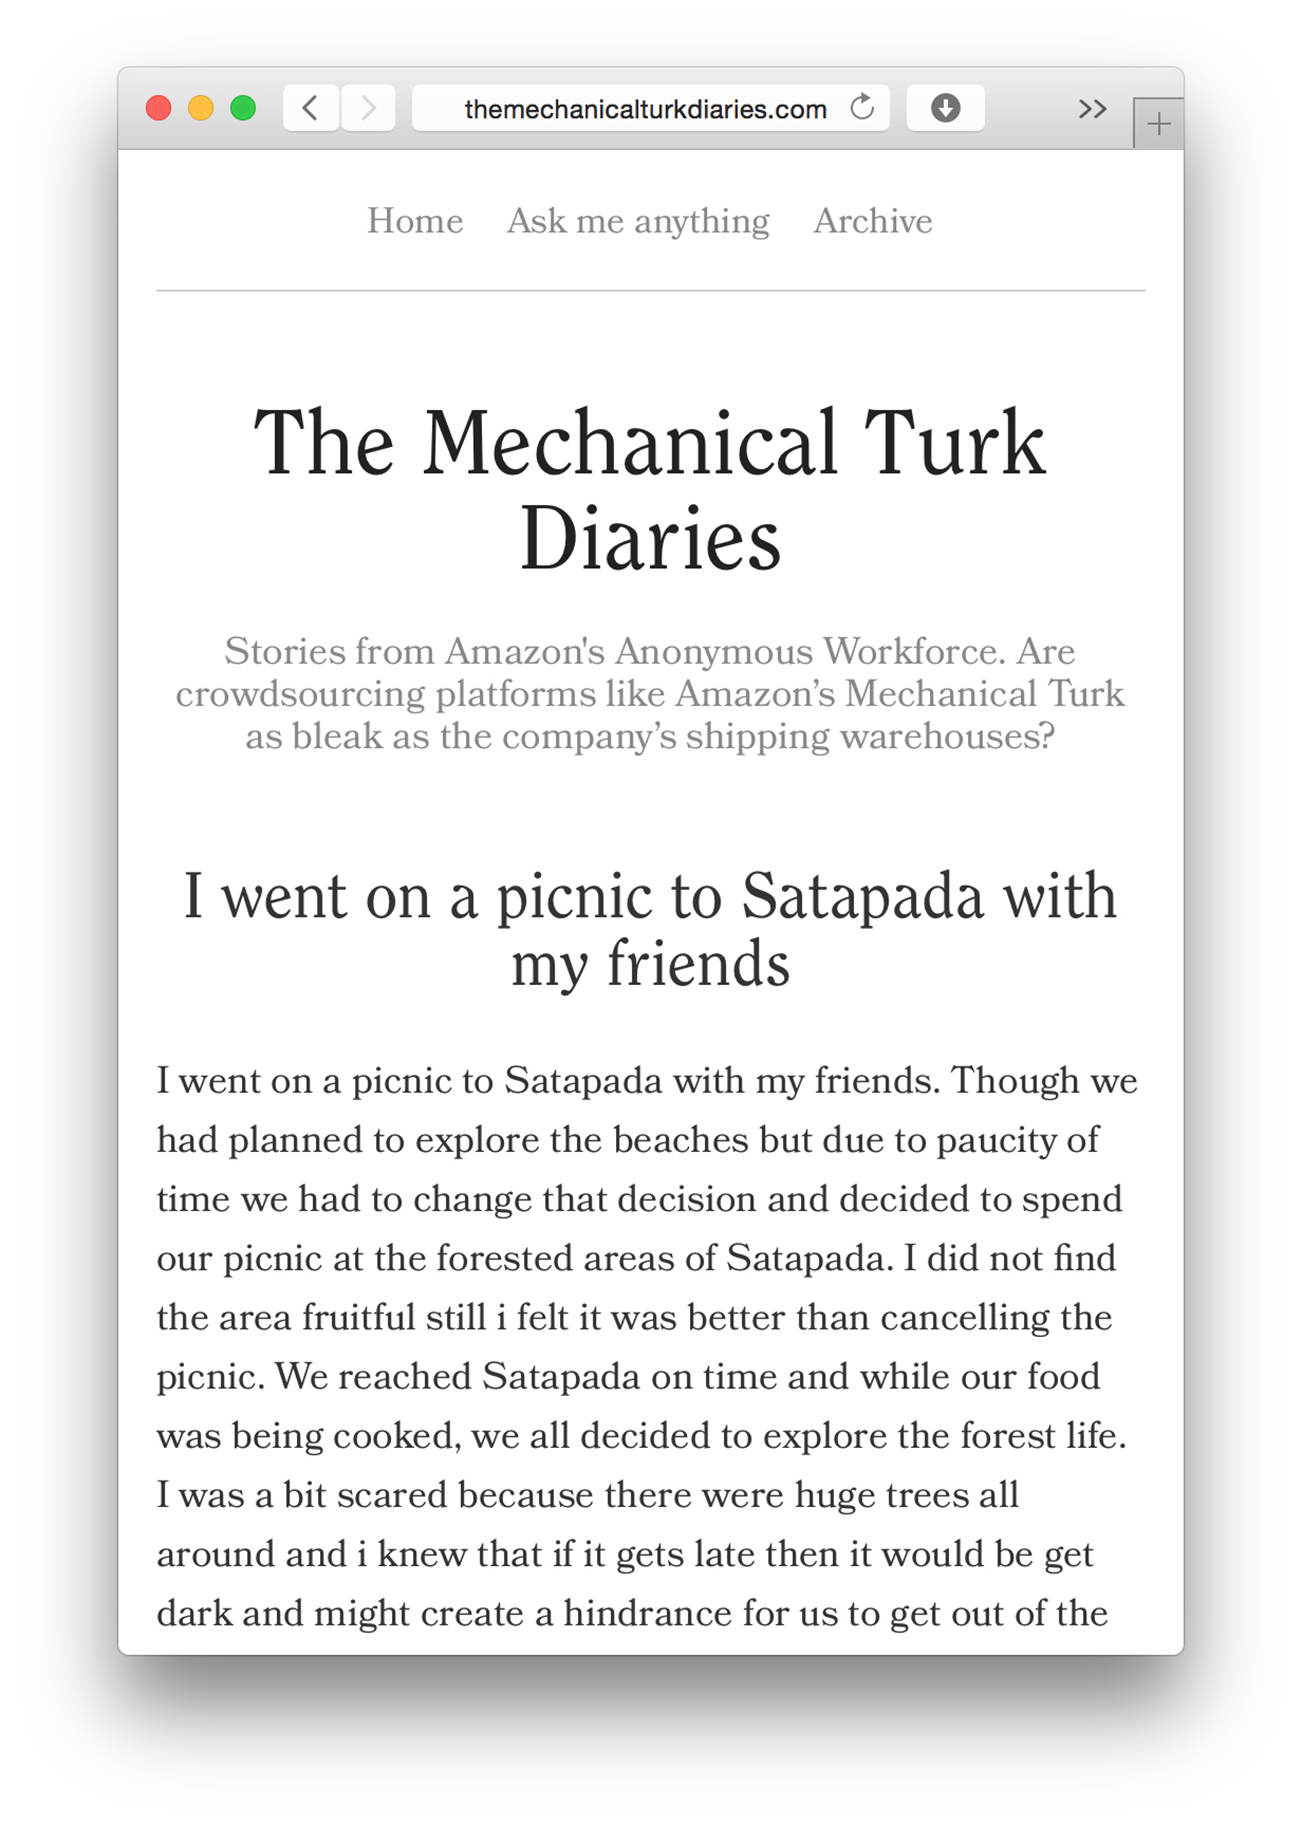 themechanicalturkdiaries.com
Home Ask me anything Archive
The Mechanical Turk
Diaries
Stories from Amazon's Anonymous Workforce. Are
crowdsourcing platforms like Amazon’s Mechanical Turk
as bleak as the company’s shipping warehouses?
I went on a picnic to Satapada with
my friends
I went on a picnic to Satapada with my friends. Though we
had planned to explore the beaches but due to paucity of
time we had to change that decision and decided to spend
our picnic at the forested areas of Satapada. I did not find
the area fruitful still i felt it was better than cancelling the
picnic. We reached Satapada on time and while our food
was being cooked, we all decided to explore the forest life.
I was a bit scared because there were huge trees all
around and i knew that if it gets late then it would be get
dark and might create a hindrance for us to get out of the